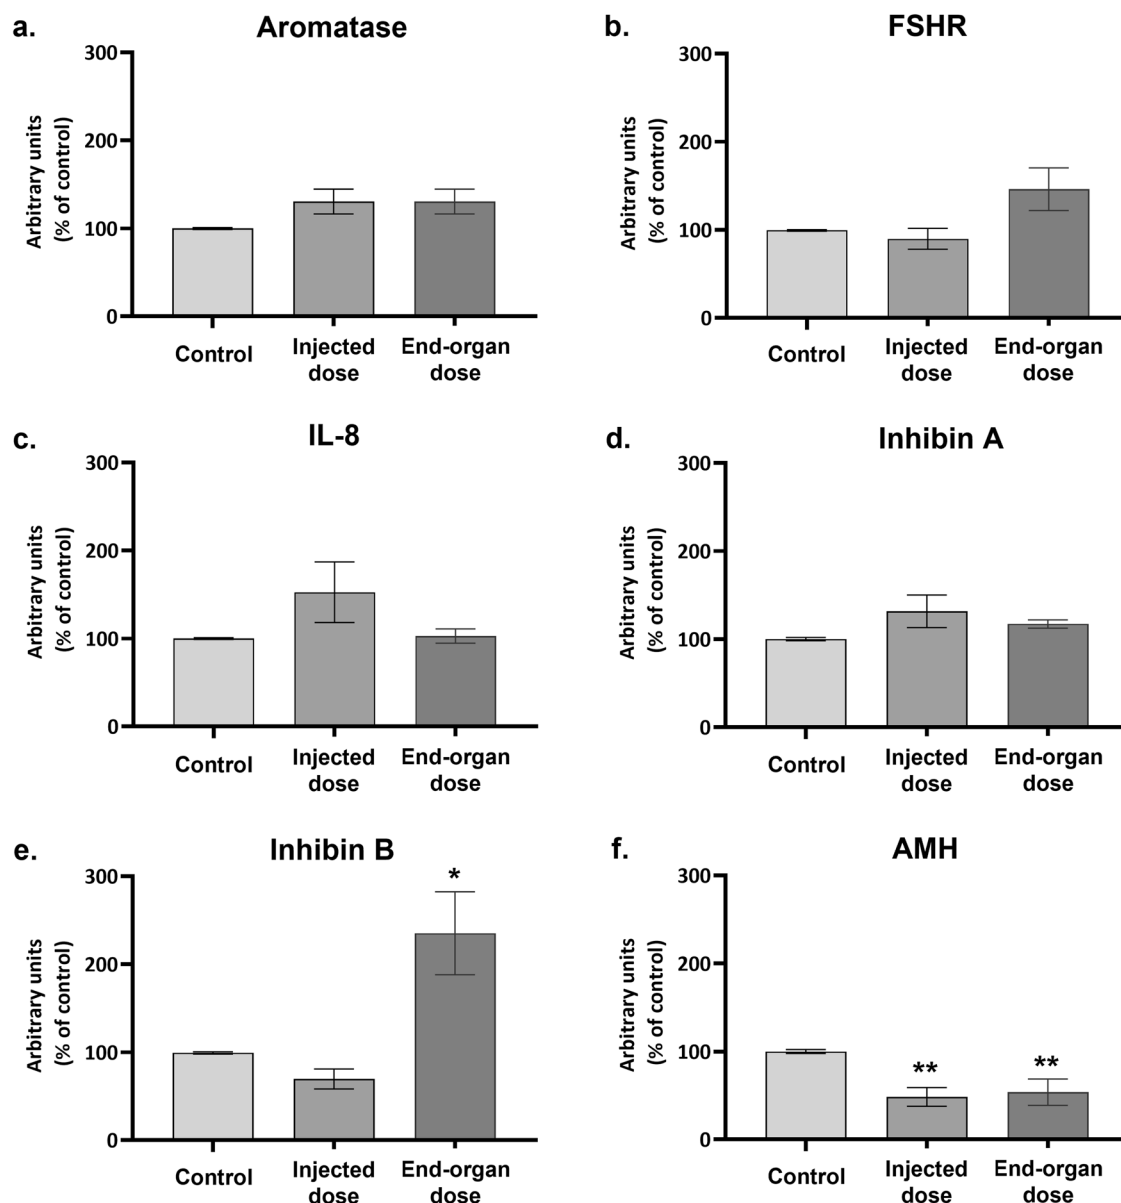 a.
Aromatase
Arbitrary units
(% of control)
300
200
100
0
Control
Injected
dose
End-organ
dose
b.
FSHR
Arbitrary units
(% of control)
300
200
100
0
Control
Injected
dose
End-organ
dose
c.
IL-8
Arbitrary units
(% of control)
300
200
100
0
Control
Injected
dose
End-organ
dose
d.
Inhibin A
Arbitrary units
(% of control)
300
200
100
0
Control
Injected
dose
End-organ
dose
e.
Inhibin B
Arbitrary units
(% of control)
300
200
100
0
*
Control
Injected
dose
End-organ
dose
f.
AMH
Arbitrary units
(% of control)
300
200
100
0
**
**
Control
Injected
dose
End-organ
dose